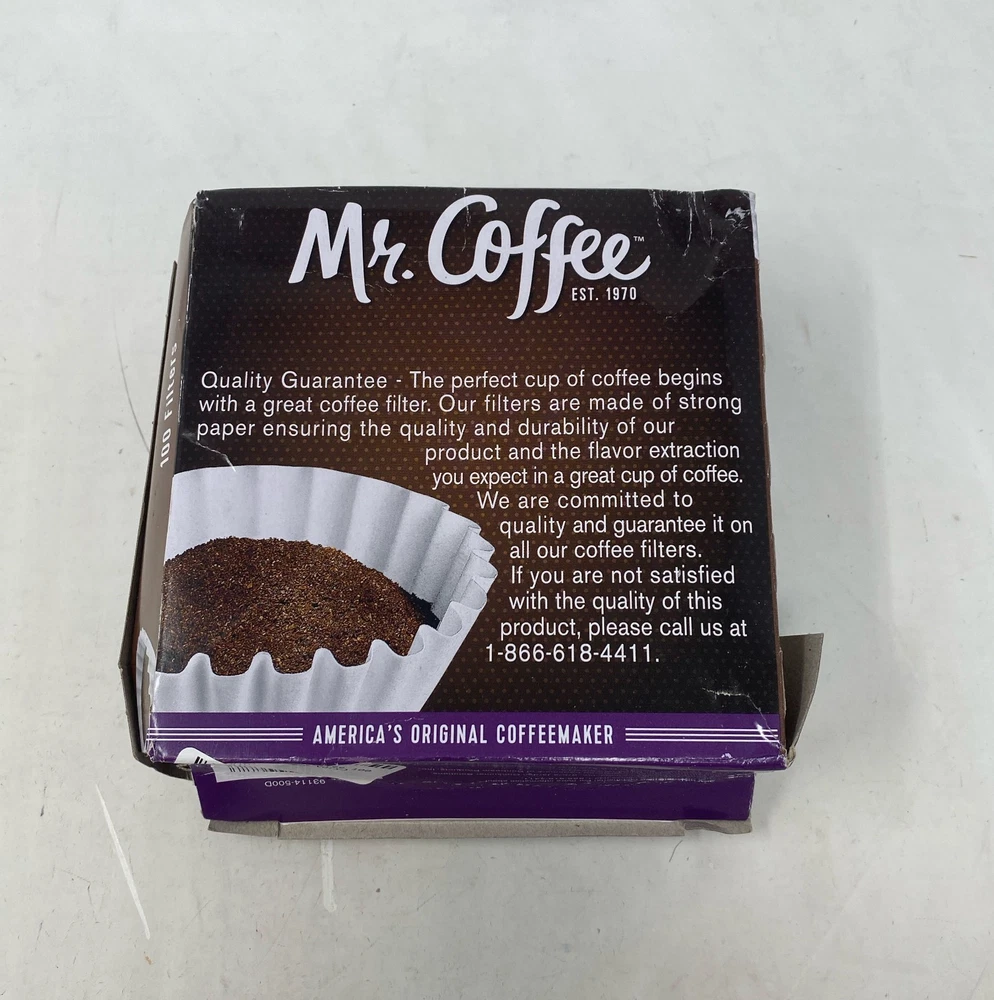 Mr. Coffee™
EST. 1970
Quality Guarantee - The perfect cup of coffee begins
with a great coffee filter. Our filters are made of strong
paper ensuring the quality and durability of our
product and the flavor extraction
you expect in a great cup of coffee.
We are committed to
quality and guarantee it on
all our coffee filters.
If you are not satisfied
with the quality of this
product, please call us at
1-866-618-4411.
AMERICA'S ORIGINAL COFFEEMAKER
100 Filters
93114-500D